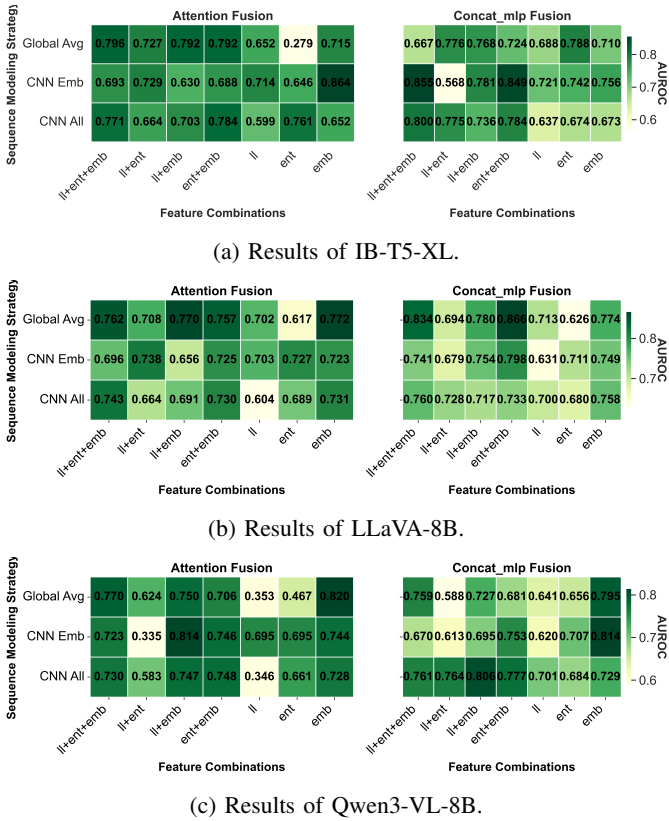 Attention Fusion
Concat_mlp Fusion
Sequence Modeling Strategy
Global Avg 0.796 0.727 0.792 0.792 0.652 0.279 0.715
CNN Emb 0.693 0.729 0.630 0.688 0.714 0.646 0.864
CNN All 0.771 0.664 0.703 0.784 0.599 0.761 0.652
0.667 0.776 0.768 0.724 0.688 0.788 0.710
0.855 0.568 0.781 0.849 0.721 0.742 0.756
0.800 0.775 0.736 0.784 0.637 0.674 0.673
0.8
0.7
0.6
AUROC
ll+ent+emb ll+ent ll+emb ent+emb ll ent emb
ll+ent+emb ll+ent ll+emb ent+emb ll ent emb
Feature Combinations
Feature Combinations
(a) Results of IB-T5-XL.
Attention Fusion
Concat_mlp Fusion
Sequence Modeling Strategy
Global Avg 0.762 0.708 0.770 0.757 0.702 0.617 0.772
CNN Emb 0.696 0.738 0.656 0.725 0.703 0.727 0.723
CNN All 0.743 0.664 0.691 0.730 0.604 0.689 0.731
0.834 0.694 0.780 0.866 0.713 0.626 0.774
0.741 0.679 0.754 0.798 0.631 0.711 0.749
0.760 0.728 0.717 0.733 0.700 0.680 0.758
0.8
0.7
AUROC
ll+ent+emb ll+ent ll+emb ent+emb ll ent emb
ll+ent+emb ll+ent ll+emb ent+emb ll ent emb
Feature Combinations
Feature Combinations
(b) Results of LLaVA-8B.
Attention Fusion
Concat_mlp Fusion
Sequence Modeling Strategy
Global Avg 0.770 0.624 0.750 0.706 0.353 0.467 0.820
CNN Emb 0.723 0.335 0.814 0.746 0.695 0.695 0.744
CNN All 0.730 0.583 0.747 0.748 0.346 0.661 0.728
0.759 0.588 0.727 0.681 0.641 0.656 0.795
0.670 0.613 0.695 0.753 0.620 0.707 0.814
0.761 0.764 0.806 0.777 0.701 0.684 0.729
0.8
0.7
0.6
AUROC
ll+ent+emb ll+ent ll+emb ent+emb ll ent emb
ll+ent+emb ll+ent ll+emb ent+emb ll ent emb
Feature Combinations
Feature Combinations
(c) Results of Qwen3-VL-8B.